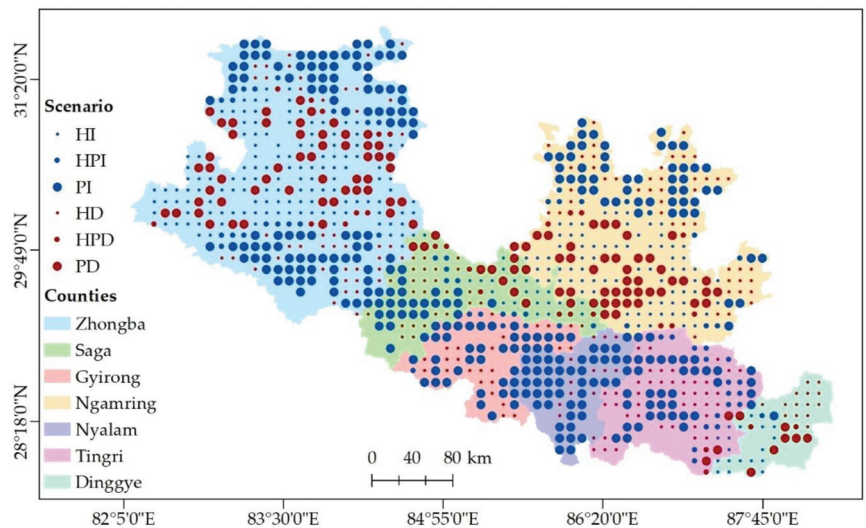 31°20'0"N
29°49'0"N
28°18'0"N
Scenario
HI
HPI
PI
HD
HPD
PD
Counties
Zhongba
Saga
Gyirong
Ngamring
Nyalam
Tingri
Dinggye
0 40 80 km
82°5'0"E 83°30'0"E 84°55'0"E 86°20'0"E 87°45'0"E